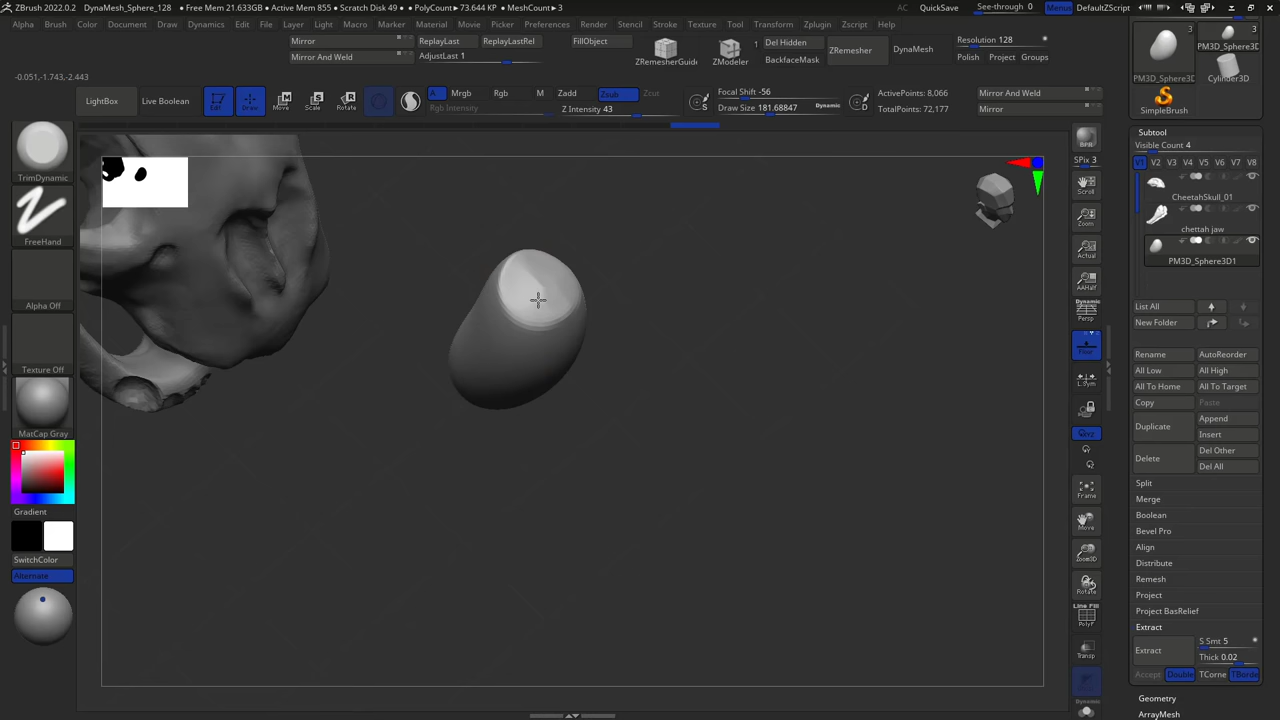 ZBrush 2022.0.2 DynaMesh_Sphere_128 • Free Mem 21.633GB • Active Mem 855 • Scratch Disk 49 • PolyCount▸73.644 KP • MeshCount▸3 AC QuickSave See-through 0 Menus DefaultZScript
Alpha Brush Color Document Draw Dynamics Edit File Layer Light Macro Marker Material Movie Picker Preferences Render Stencil Stroke Texture Tool Transform Zplugin Zscript Help
Mirror ReplayLast ReplayLastRel FillObject
Mirror And Weld AdjustLast 1
ZRemesherGuide
1
ZModeler
Del Hidden
BackfaceMask
ZRemesher
DynaMesh
Resolution 128
Polish Project Groups
-0.051,-1.743,-2.443
LightBox Live Boolean Edit Draw Move Scale Rotate
A Mrgb Rgb M Zadd Zsub Zcut
Rgb Intensity Z Intensity 43
S
Focal Shift -56
Draw Size 181.68847 Dynamic
D
ActivePoints: 8,066
TotalPoints: 72,177
Mirror And Weld
Mirror
TrimDynamic
FreeHand
Alpha Off
Texture Off
MatCap Gray
Gradient
SwitchColor
Alternate
BPR
SPix 3
Scroll
Zoom
Actual
AAHalf
Dynamic
Persp
Floor
L.Sym
XYZ
Frame
Move
Zoom3D
Rotate
Line Fill
PolyF
Transp
Dynamic
3
3
PM3D_Sphere3D
PM3D_Sphere3D
Cylinder3D
SimpleBrush
Subtool
Visible Count 4
V1 V2 V3 V4 V5 V6 V7 V8
CheetahSkull_01
chettah jaw
PM3D_Sphere3D1
List All
New Folder
Rename AutoReorder
All Low All High
All To Home All To Target
Copy Paste
Duplicate Append
Insert
Delete Del Other
Del All
Split
Merge
Boolean
Bevel Pro
Align
Distribute
Remesh
Project
Project BasRelief
Extract
Extract S Smt 5
Thick 0.02
Accept Double TCorne TBorde
Geometry
ArrayMesh